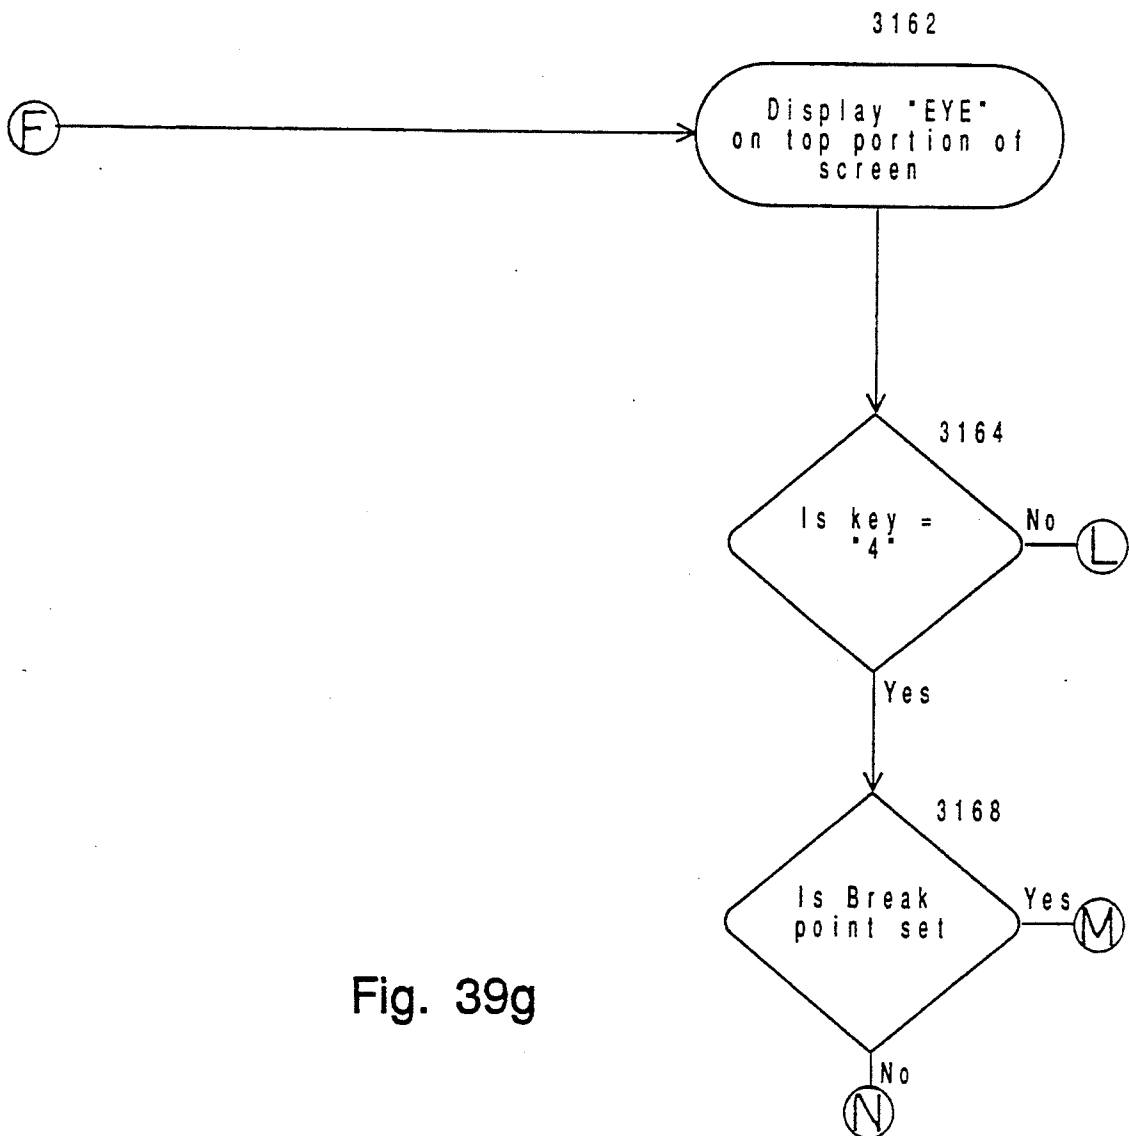 3162
F
Display "EYE"
on top portion of
screen
3164
Is key =
"4"
No
L
Yes
3168
Is Break
point set
Yes
M
Fig. 39g
No
N